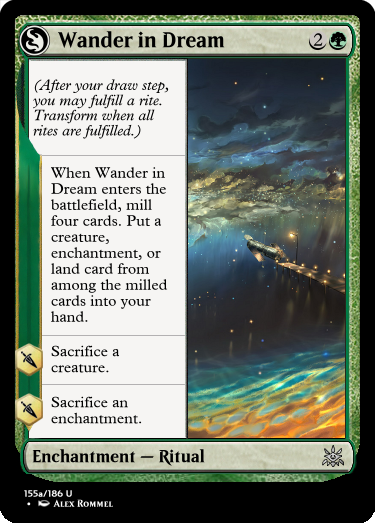 Wander in Dream 2
(After your draw step,
you may fulfill a rite.
Transform when all
rites are fulfilled.)
When Wander in
Dream enters the
battlefield, mill
four cards. Put a
creature,
enchantment, or
land card from
among the milled
cards into your
hand.
Sacrifice a
creature.
Sacrifice an
enchantment.
Enchantment — Ritual
155a/186 U
• Alex Rommel